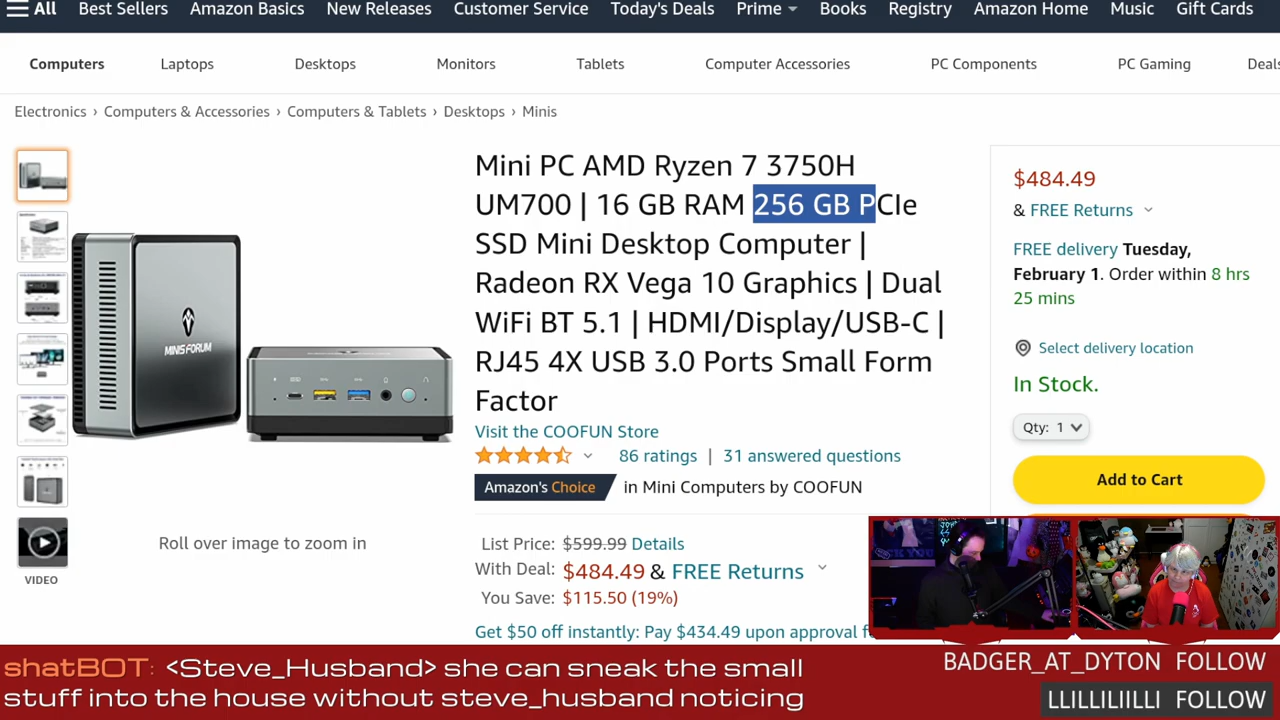 All Best Sellers Amazon Basics New Releases Customer Service Today's Deals Prime Books Registry Amazon Home Music Gift Cards
Computers Laptops Desktops Monitors Tablets Computer Accessories PC Components PC Gaming Deals
Electronics › Computers & Accessories › Computers & Tablets › Desktops › Minis
Mini PC AMD Ryzen 7 3750H
UM700 | 16 GB RAM 256 GB PCIe
SSD Mini Desktop Computer |
Radeon RX Vega 10 Graphics | Dual
WiFi BT 5.1 | HDMI/Display/USB-C |
RJ45 4X USB 3.0 Ports Small Form
Factor
Visit the COOFUN Store
86 ratings | 31 answered questions
Amazon's Choice in Mini Computers by COOFUN
List Price: $599.99 Details
With Deal: $484.49 & FREE Returns
You Save: $115.50 (19%)
Get $50 off instantly: Pay $434.49 upon approval f
MINISFORUM
Roll over image to zoom in
VIDEO
$484.49
& FREE Returns
FREE delivery Tuesday,
February 1. Order within 8 hrs
25 mins
Select delivery location
In Stock.
Qty: 1
Add to Cart
shatBOT: <Steve_Husband> she can sneak the small
stuff into the house without steve_husband noticing
BADGER_AT_DYTON FOLLOW
LLILLILIILLI FOLLOW